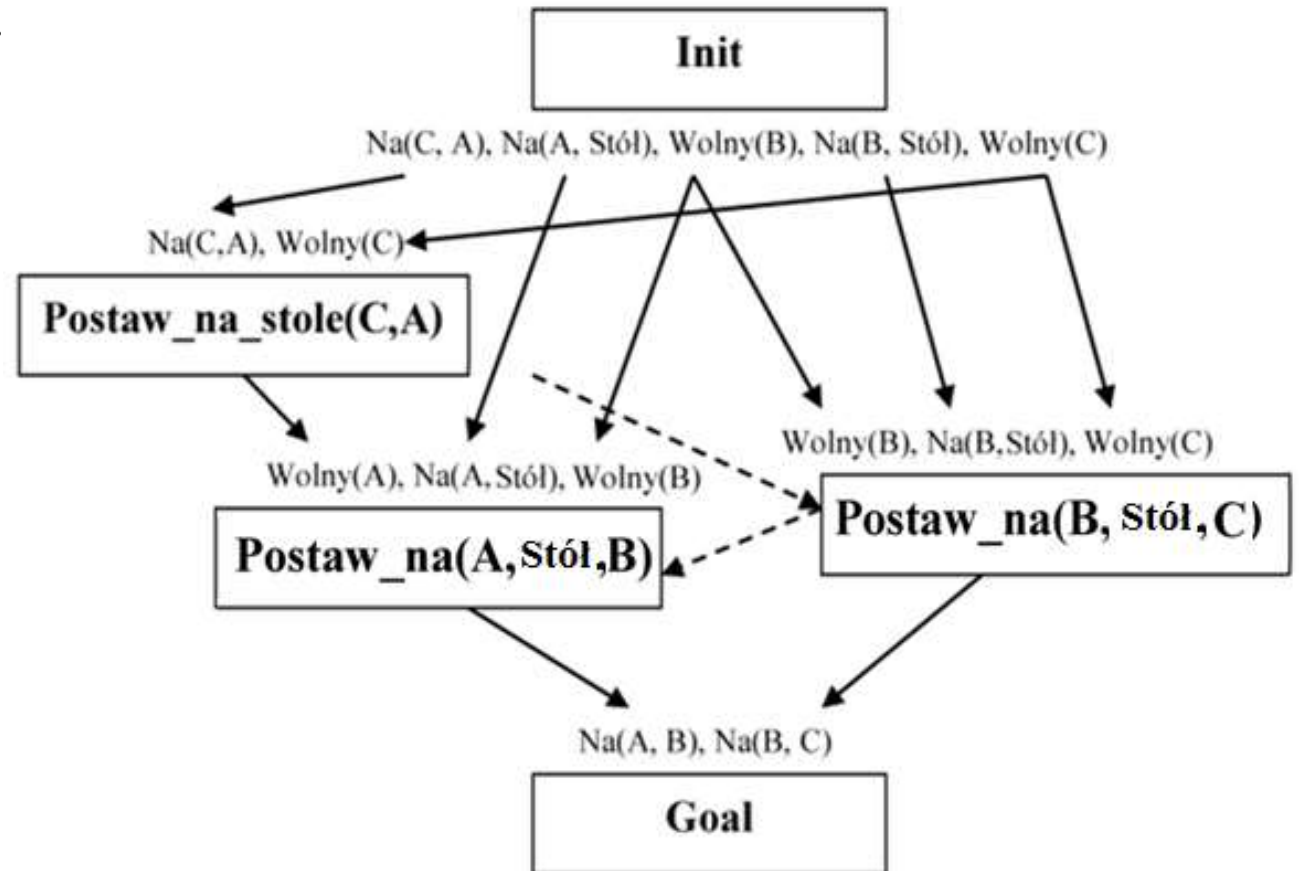 Init
Na(C, A), Na(A, Stół), Wolny(B), Na(B, Stół), Wolny(C)
Na(C,A), Wolny(C)
Postaw_na_stole(C,A)
Wolny(B), Na(B,Stół), Wolny(C)
Wolny(A), Na(A,Stół), Wolny(B)
Postaw_na(B, Stół,C)
Postaw_na(A,Stół,B)
Na(A, B), Na(B, C)
Goal